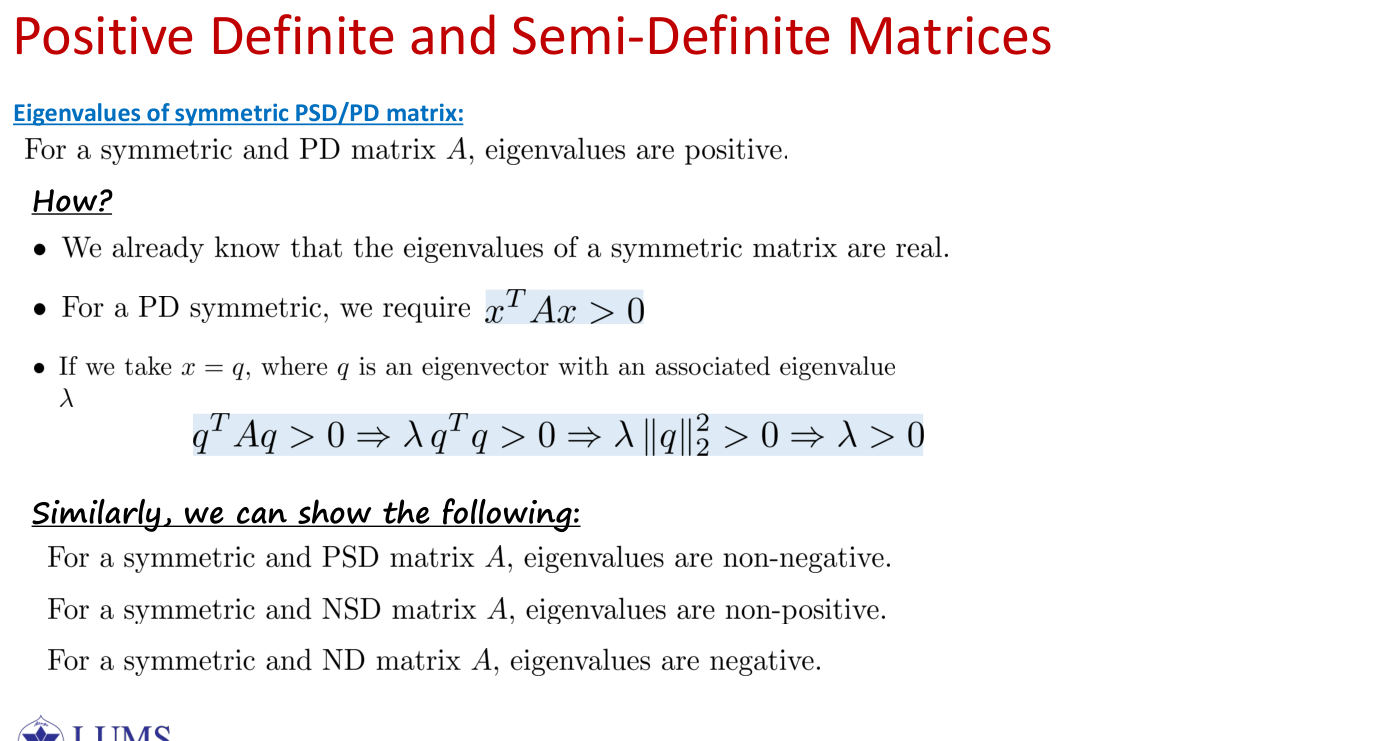 Positive Definite and Semi-Definite Matrices
Eigenvalues of symmetric PSD/PD matrix:
For a symmetric and PD matrix A, eigenvalues are positive.
How?
• We already know that the eigenvalues of a symmetric matrix are real.
• For a PD symmetric, we require x^T Ax > 0
• If we take x = q, where q is an eigenvector with an associated eigenvalue
λ
q^T Aq > 0 ⇒ λ q^T q > 0 ⇒ λ ‖q‖₂² > 0 ⇒ λ > 0
Similarly, we can show the following:
For a symmetric and PSD matrix A, eigenvalues are non-negative.
For a symmetric and NSD matrix A, eigenvalues are non-positive.
For a symmetric and ND matrix A, eigenvalues are negative.
LUMS